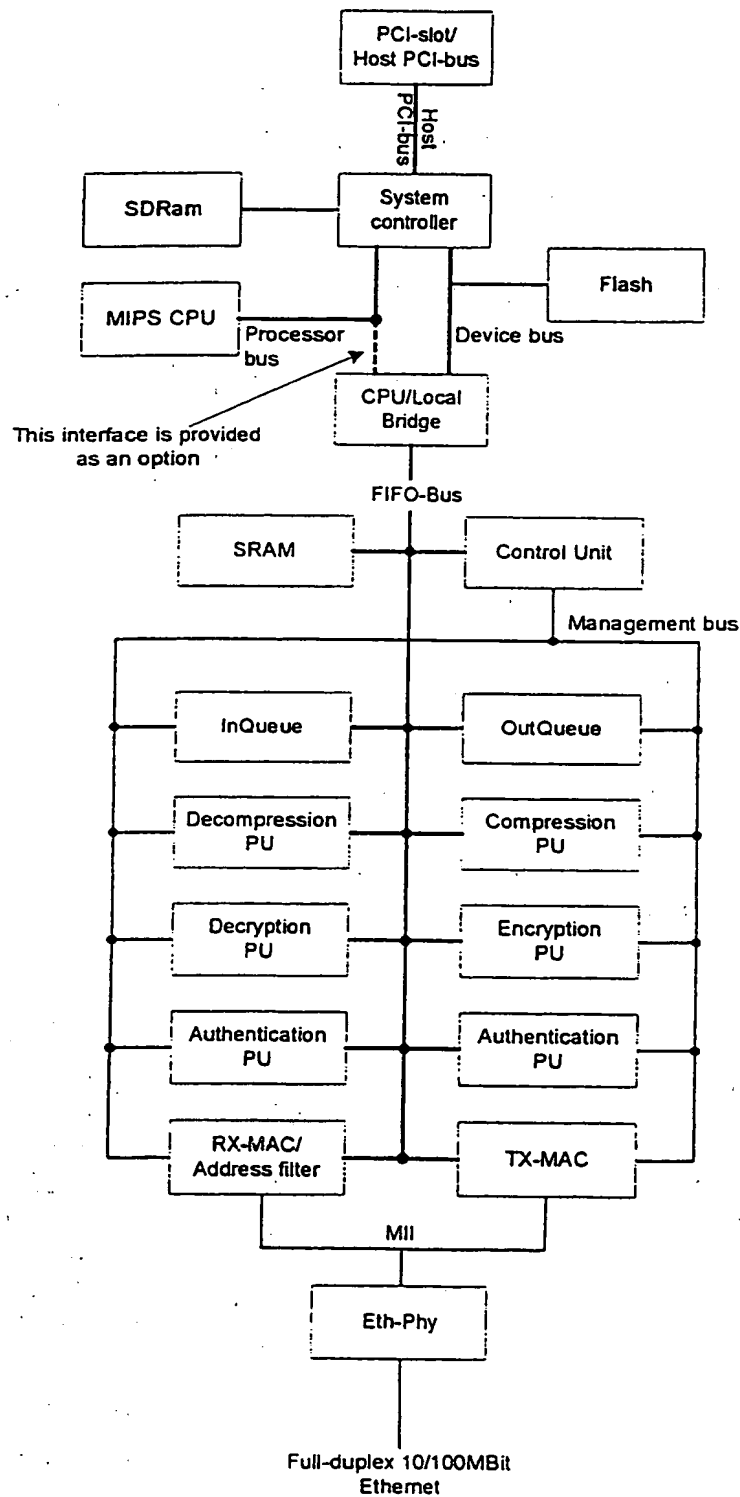 PCI-slot/
Host PCI-bus
Host
PCI-bus
SDRam
System
controller
MIPS CPU
Flash
Processor
bus
Device bus
CPU/Local
Bridge
This interface is provided
as an option
FIFO-Bus
SRAM
Control Unit
Management bus
InQueue
OutQueue
Decompression
PU
Compression
PU
Decryption
PU
Encryption
PU
Authentication
PU
Authentication
PU
RX-MAC/
Address filter
TX-MAC
MII
Eth-Phy
Full-duplex 10/100MBit
Ethernet